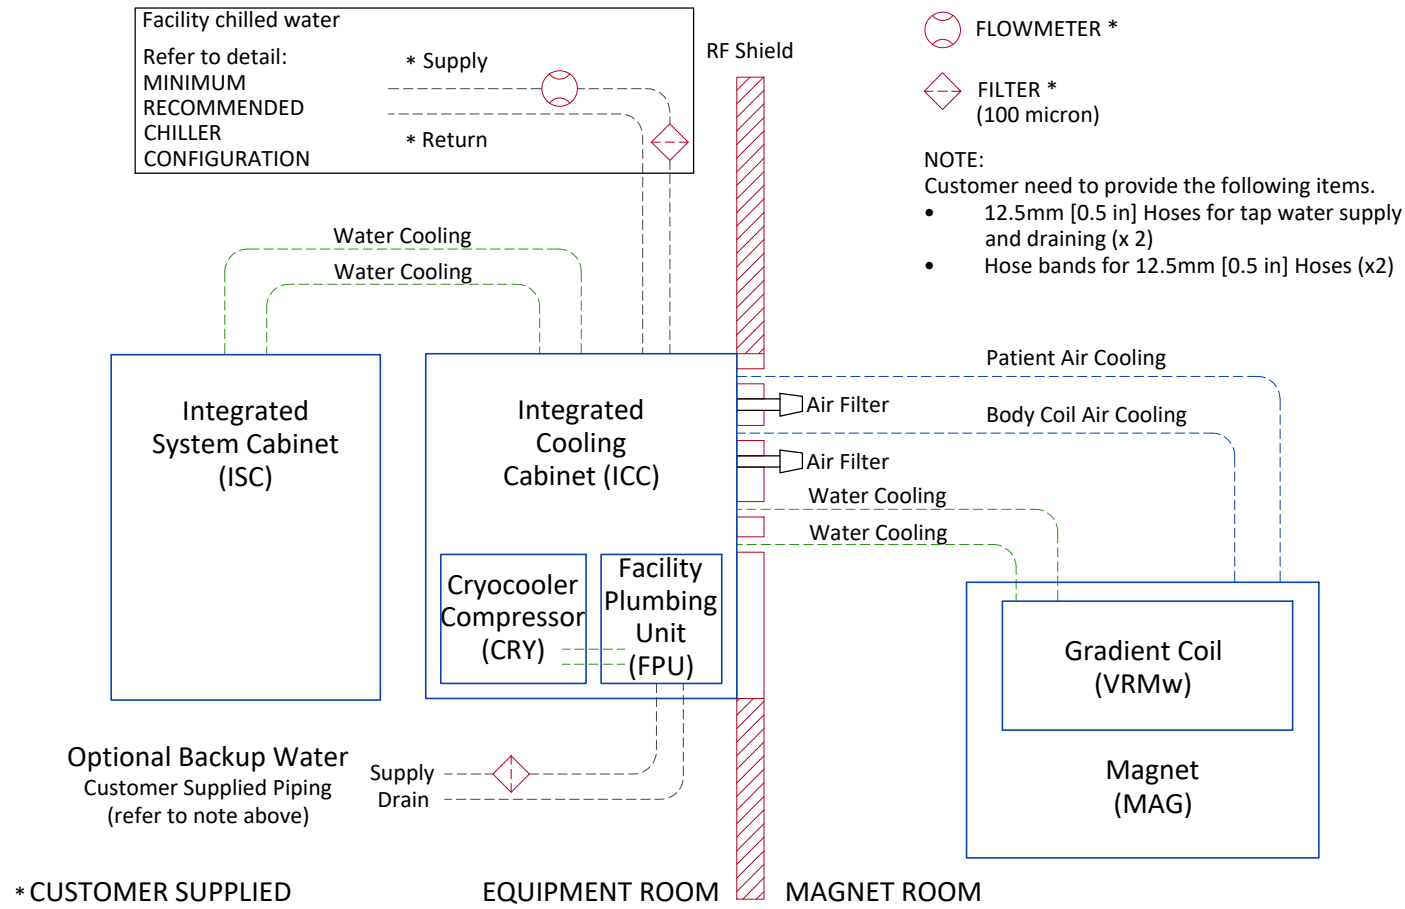 Facility chilled water
Refer to detail:
MINIMUM
RECOMMENDED
CHILLER
CONFIGURATION
* Supply
* Return
RF Shield
FLOWMETER *
FILTER *
(100 micron)
NOTE:
Customer need to provide the following items.
• 12.5mm [0.5 in] Hoses for tap water supply
and draining (x 2)
• Hose bands for 12.5mm [0.5 in] Hoses (x2)
Water Cooling
Water Cooling
Integrated
System Cabinet
(ISC)
Integrated
Cooling
Cabinet (ICC)
Cryocooler
Compressor
(CRY)
Facility
Plumbing
Unit
(FPU)
Patient Air Cooling
Air Filter
Body Coil Air Cooling
Air Filter
Water Cooling
Water Cooling
Gradient Coil
(VRMw)
Magnet
(MAG)
Optional Backup Water
Customer Supplied Piping
(refer to note above)
Supply
Drain
* CUSTOMER SUPPLIED
EQUIPMENT ROOM
MAGNET ROOM